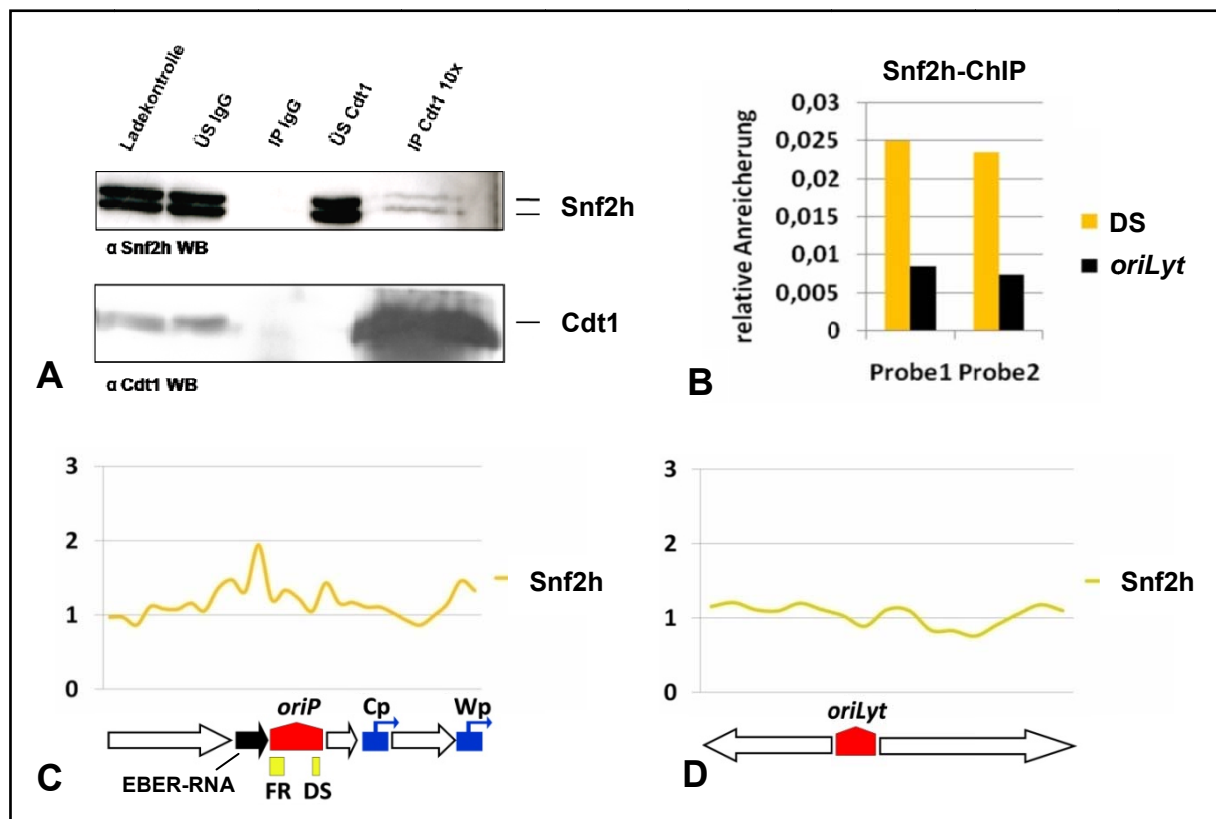 Ladekontrolle
ÜS IgG
IP IgG
ÜS Cdt1
IP Cdt1 10x
Snf2h
α Snf2h WB
Cdt1
α Cdt1 WB
A
Snf2h-ChIP
relative Anreicherung
0,03
0,025
0,02
0,015
0,01
0,005
0
Probe1 Probe2
DS
oriLyt
B
3
2
1
0
Snf2h
oriP
Cp
Wp
EBER-RNA
FR
DS
C
3
2
1
0
Snf2h
oriLyt
D